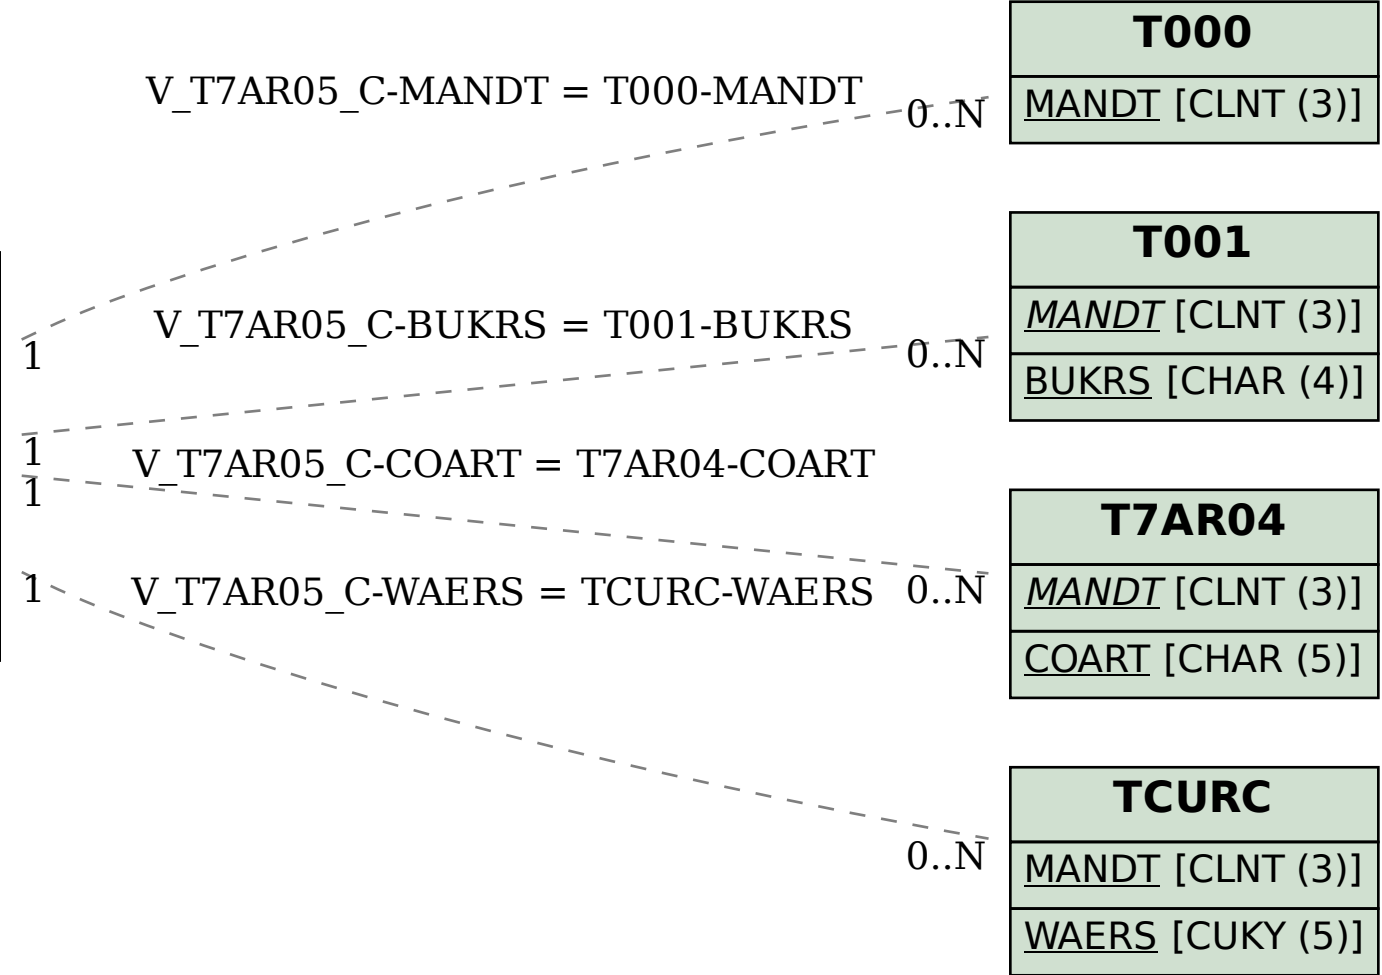 T000
V_T7AR05_C-MANDT = T000-MANDT
0..N
MANDT [CLNT (3)]
T001
MANDT [CLNT (3)]
BUKRS [CHAR (4)]
V_T7AR05_C-BUKRS = T001-BUKRS
1
0..N
1
V_T7AR05_C-COART = T7AR04-COART
1
T7AR04
MANDT [CLNT (3)]
COART [CHAR (5)]
1
V_T7AR05_C-WAERS = TCURC-WAERS
0..N
TCURC
0..N
MANDT [CLNT (3)]
WAERS [CUKY (5)]